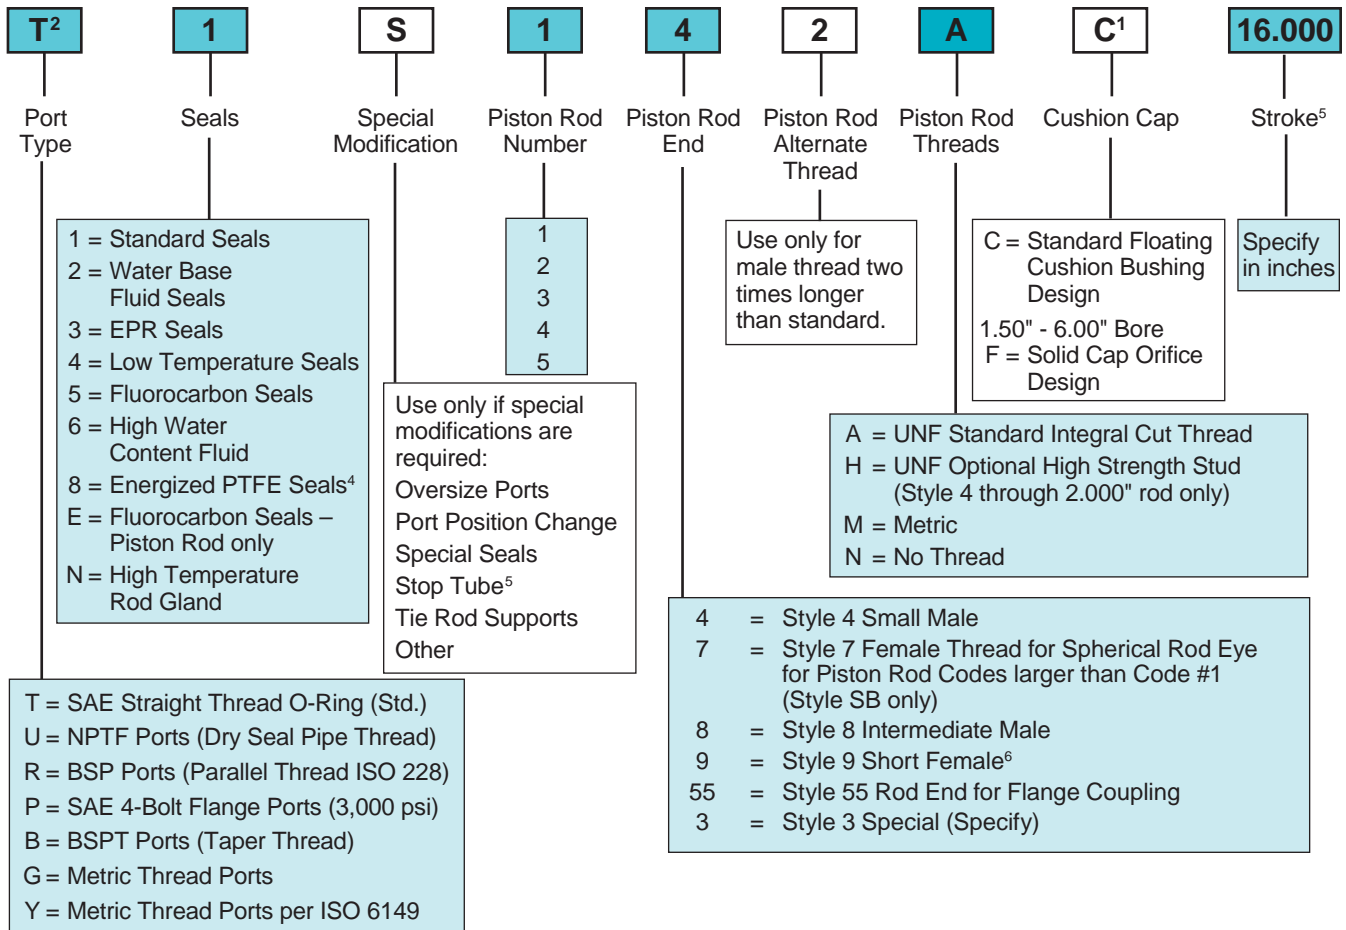 T² 1 S 1 4 2 A C¹ 16.000
Port
Type
Seals
Special
Modification
Piston Rod
Number
Piston Rod
End
Piston Rod
Alternate
Thread
Piston Rod
Threads
Cushion Cap
Stroke⁵
1 = Standard Seals
2 = Water Base
Fluid Seals
3 = EPR Seals
4 = Low Temperature Seals
5 = Fluorocarbon Seals
6 = High Water
Content Fluid
8 = Energized PTFE Seals⁴
E = Fluorocarbon Seals –
Piston Rod only
N = High Temperature
Rod Gland
1
2
3
4
5
Use only for
male thread two
times longer
than standard.
C = Standard Floating
Cushion Bushing
Design
1.50" - 6.00" Bore
F = Solid Cap Orifice
Design
Specify
in inches
Use only if special
modifications are
required:
Oversize Ports
Port Position Change
Special Seals
Stop Tube⁵
Tie Rod Supports
Other
A = UNF Standard Integral Cut Thread
H = UNF Optional High Strength Stud
(Style 4 through 2.000" rod only)
M = Metric
N = No Thread
4 = Style 4 Small Male
7 = Style 7 Female Thread for Spherical Rod Eye
for Piston Rod Codes larger than Code #1
(Style SB only)
8 = Style 8 Intermediate Male
9 = Style 9 Short Female⁶
55 = Style 55 Rod End for Flange Coupling
3 = Style 3 Special (Specify)
T = SAE Straight Thread O-Ring (Std.)
U = NPTF Ports (Dry Seal Pipe Thread)
R = BSP Ports (Parallel Thread ISO 228)
P = SAE 4-Bolt Flange Ports (3,000 psi)
B = BSPT Ports (Taper Thread)
G = Metric Thread Ports
Y = Metric Thread Ports per ISO 6149